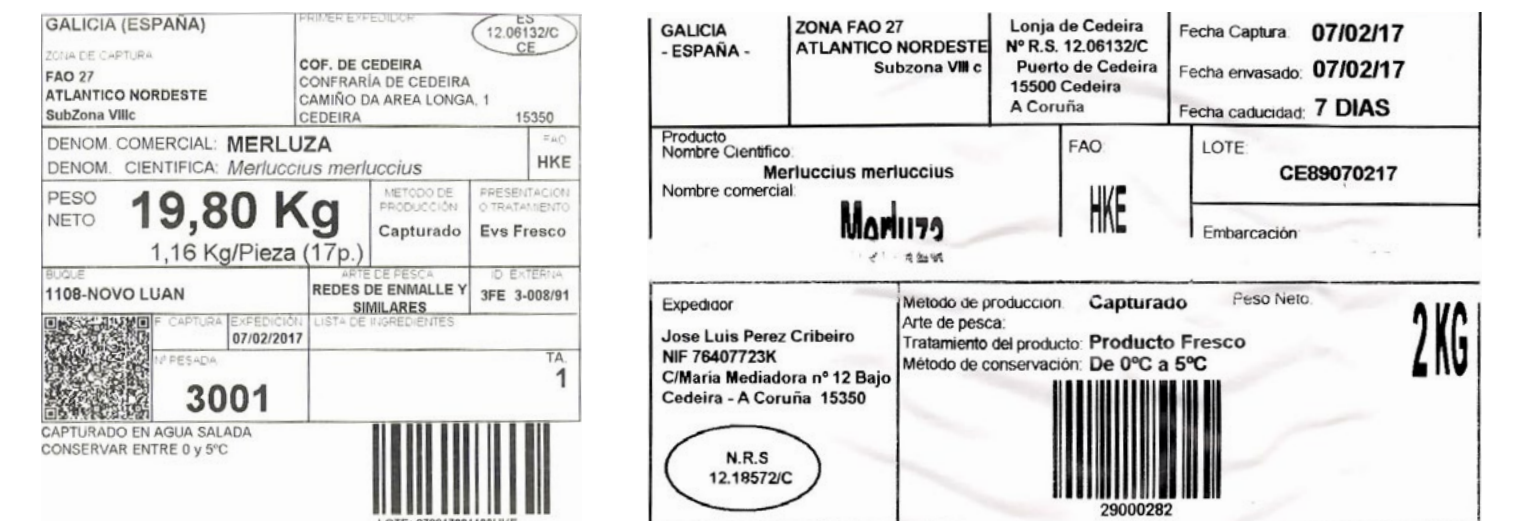 GALICIA (ESPAÑA)
PRIMER EXPEDIDOR
ES
12.06132/C
CE
ZONA DE CAPTURA
FAO 27
ATLANTICO NORDESTE
SubZona VIIIc
COF. DE CEDEIRA
CONFRARÍA DE CEDEIRA
CAMIÑO DA AREA LONGA, 1
CEDEIRA 15350
DENOM. COMERCIAL: MERLUZA
DENOM. CIENTIFICA: Merluccius merluccius
FAO
HKE
PESO NETO
19,80 Kg
1,16 Kg/Pieza (17p.)
METODO DE
PRODUCCIÓN
Capturado
PRESENTACION
O TRATAMIENTO
Evs Fresco
BUQUE
1108-NOVO LUAN
ARTE DE PESCA
REDES DE ENMALLE Y
SIMILARES
ID. EXTERNA
3FE 3-008/91
F. CAPTURA
EXPEDICIÓN
07/02/2017
LISTA DE INGREDIENTES
Nº PESADA
3001
TA.
1
CAPTURADO EN AGUA SALADA
CONSERVAR ENTRE 0 y 5ºC
GALICIA
- ESPAÑA -
ZONA FAO 27
ATLANTICO NORDESTE
Subzona VIII c
Lonja de Cedeira
Nº R.S. 12.06132/C
Puerto de Cedeira
15500 Cedeira
A Coruña
Fecha Captura: 07/02/17
Fecha envasado: 07/02/17
Fecha caducidad: 7 DIAS
Producto
Nombre Cientifico:
Merluccius merluccius
Nombre comercial:
Merluza
FAO
HKE
LOTE:
CE89070217
Embarcación
Expedidor
Jose Luis Perez Cribeiro
NIF 76407723K
C/Maria Mediadora nº 12 Bajo
Cedeira - A Coruña 15350
N.R.S
12.18572/C
Metodo de produccion: Capturado
Peso Neto:
2 KG
Arte de pesca:
Tratamiento del producto: Producto Fresco
Método de conservación: De 0ºC a 5ºC
29000282